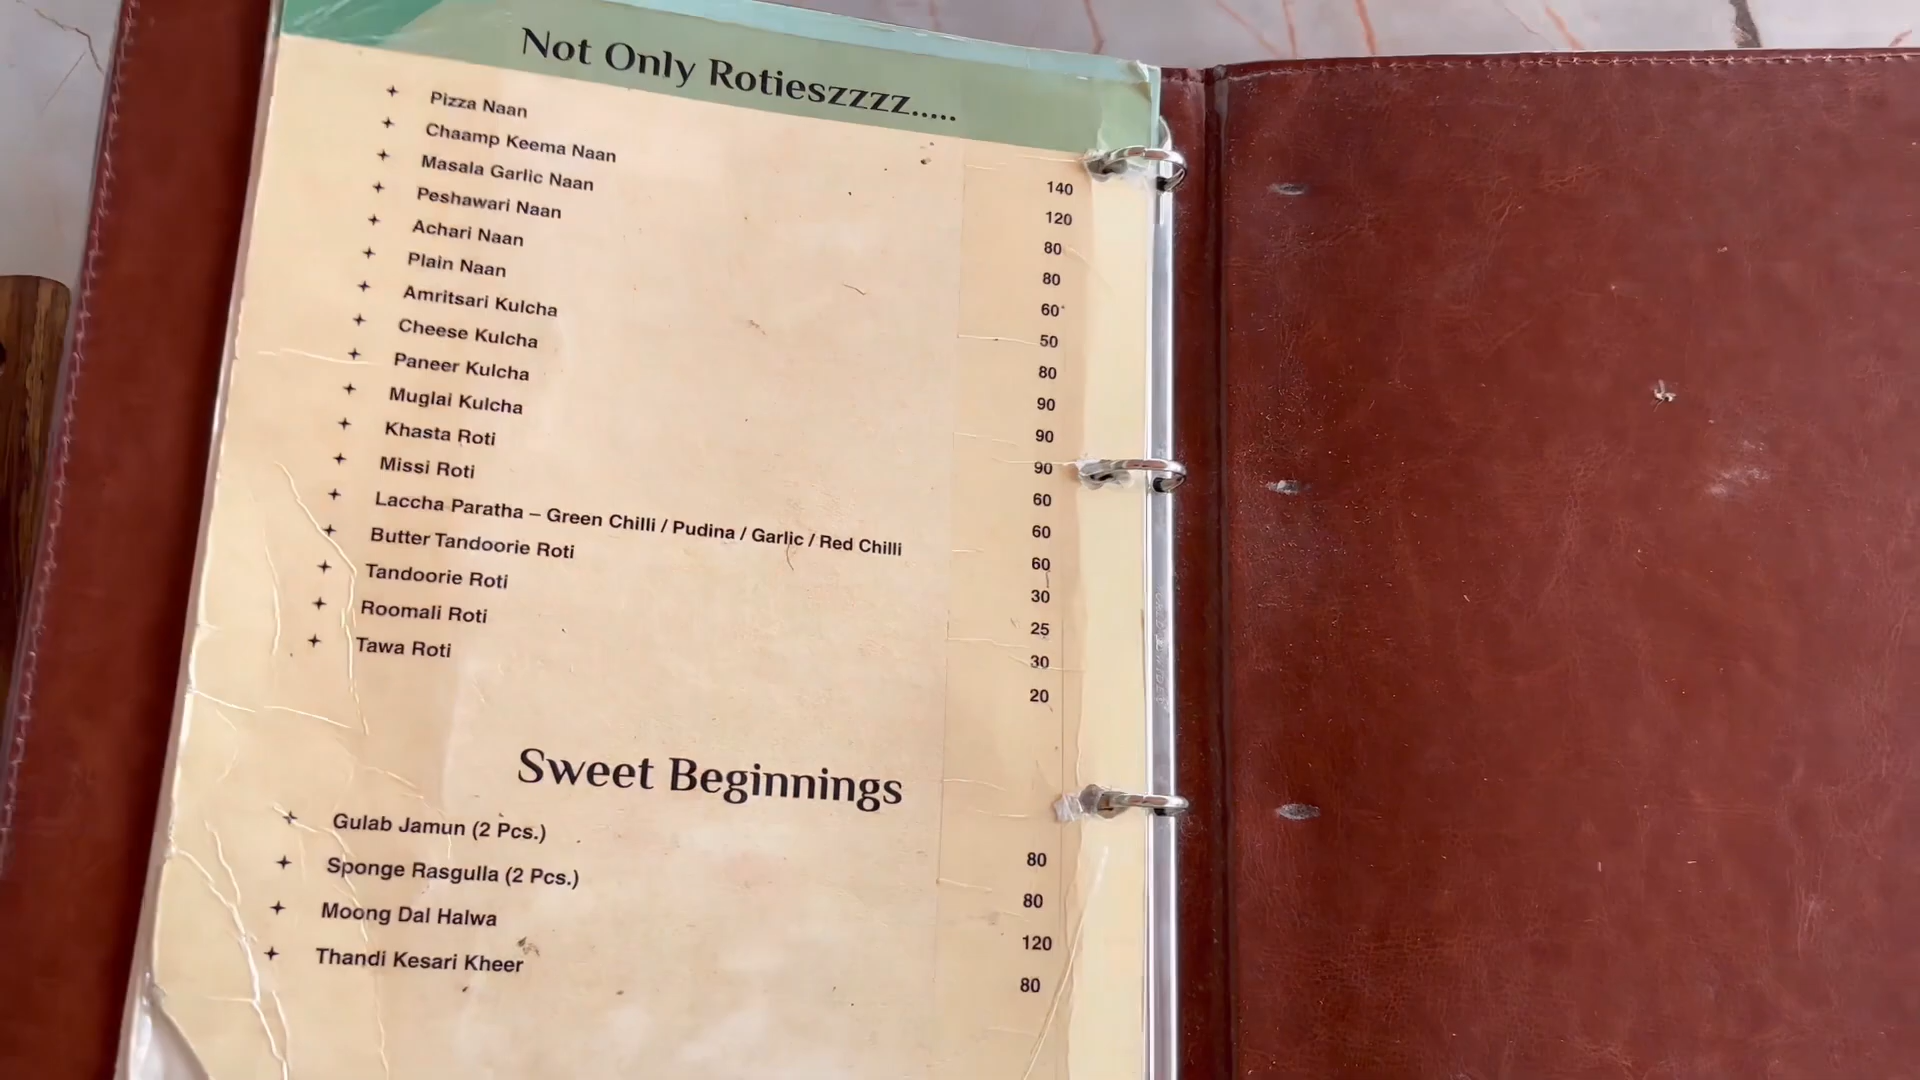 Not Only Rotieszzzz.....
Pizza Naan 140
Chaamp Keema Naan 120
Masala Garlic Naan 80
Peshawari Naan 80
Achari Naan 60
Plain Naan 50
Amritsari Kulcha 80
Cheese Kulcha 90
Paneer Kulcha 90
Muglai Kulcha 90
Khasta Roti 60
Missi Roti 60
Laccha Paratha – Green Chilli / Pudina / Garlic / Red Chilli 60
Butter Tandoorie Roti 30
Tandoorie Roti 25
Roomali Roti 30
Tawa Roti 20
Sweet Beginnings
Gulab Jamun (2 Pcs.) 80
Sponge Rasgulla (2 Pcs.) 80
Moong Dal Halwa 120
Thandi Kesari Kheer 80